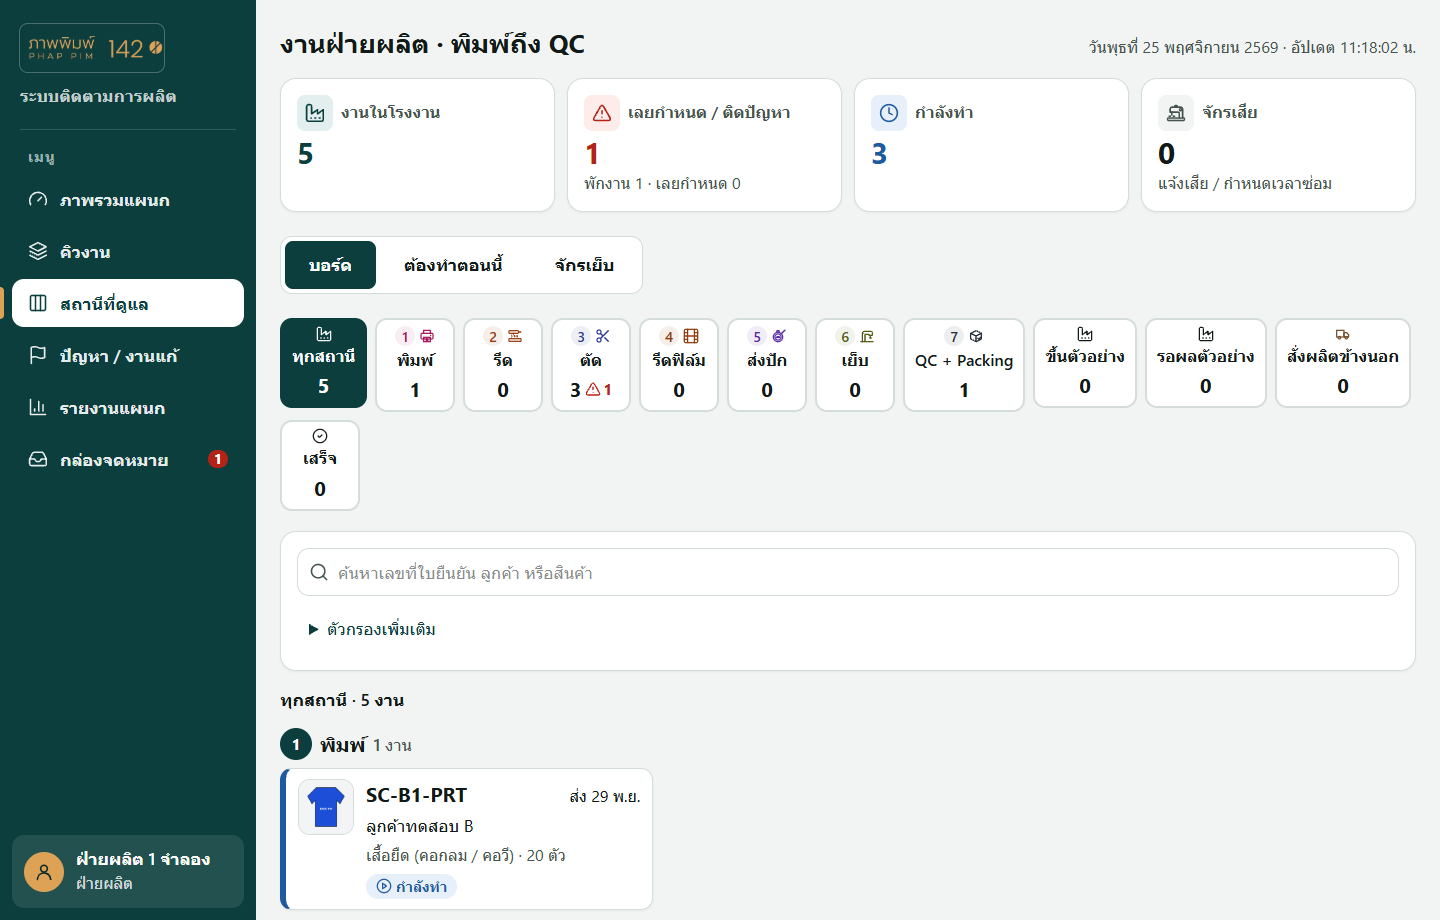 ภาพพิมพ์ 142
PHAP PIM
ระบบติดตามการผลิต
เมนู
ภาพรวมแผนก
คิวงาน
สถานีที่ดูแล
ปัญหา / งานแก้
รายงานแผนก
กล่องจดหมาย 1
ฝ่ายผลิต 1 จำลอง
ฝ่ายผลิต
งานฝ่ายผลิต · พิมพ์ถึง QC
วันพุธที่ 25 พฤศจิกายน 2569 · อัปเดต 11:18:02 น.
งานในโรงงาน
5
เลยกำหนด / ติดปัญหา
1
พักงาน 1 · เลยกำหนด 0
กำลังทำ
3
จักรเสีย
0
แจ้งเสีย / กำหนดเวลาซ่อม
บอร์ด ต้องทำตอนนี้ จักรเย็บ
ทุกสถานี
5
1
พิมพ์
1
2
รีด
0
3
ตัด
3 1
4
รีดฟิล์ม
0
5
ส่งปัก
0
6
เย็บ
0
7
QC + Packing
1
ขึ้นตัวอย่าง
0
รอผลตัวอย่าง
0
สั่งผลิตข้างนอก
0
เสร็จ
0
ค้นหาเลขที่ใบยืนยัน ลูกค้า หรือสินค้า
ตัวกรองเพิ่มเติม
ทุกสถานี · 5 งาน
1 พิมพ์ 1 งาน
SC-B1-PRT ส่ง 29 พ.ย.
ลูกค้าทดสอบ B
เสื้อยืด (คอกลม / คอวี) · 20 ตัว
กำลังทำ